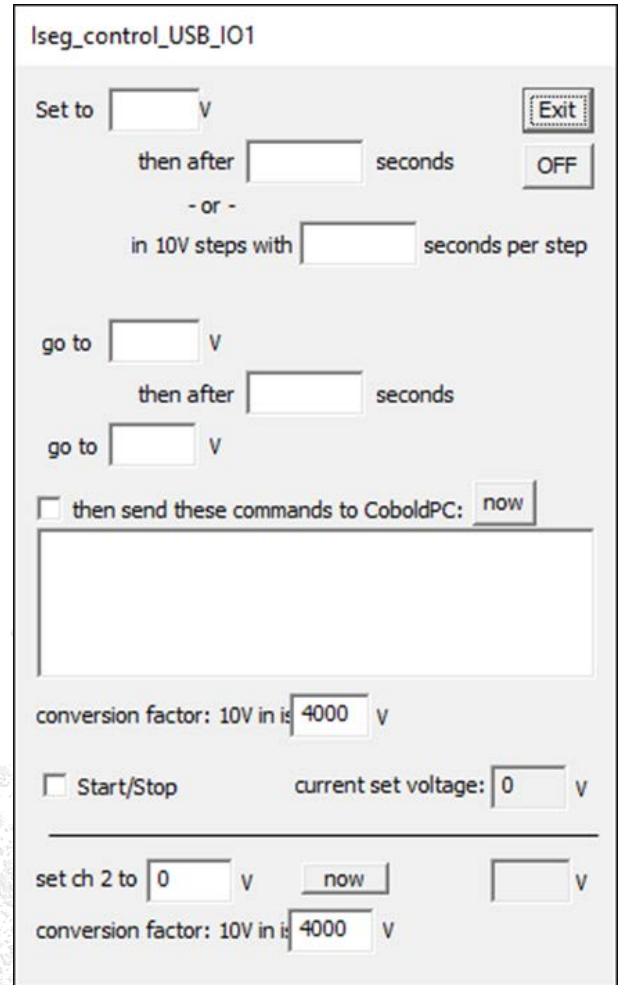 Iseg_control_USB_IO1
Set to V Exit
then after seconds OFF
- or -
in 10V steps with seconds per step
go to V
then after seconds
go to V
then send these commands to CoboldPC: now
conversion factor: 10V in is 4000 V
Start/Stop current set voltage: 0 V
set ch 2 to 0 V now V
conversion factor: 10V in is 4000 V